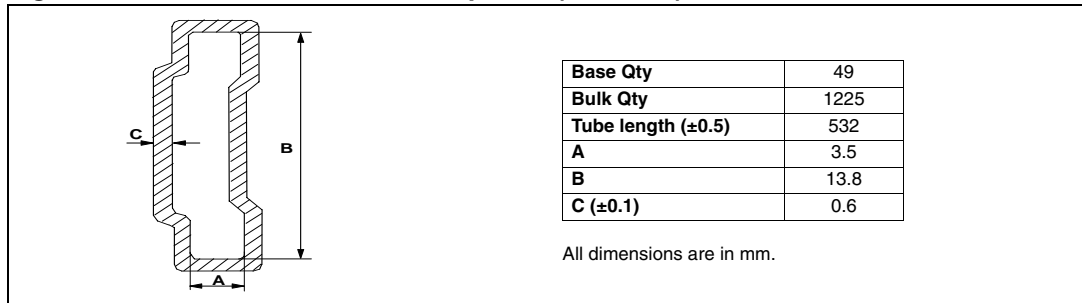 C
B
A
Base Qty 49
Bulk Qty 1225
Tube length (±0.5) 532
A 3.5
B 13.8
C (±0.1) 0.6
All dimensions are in mm.